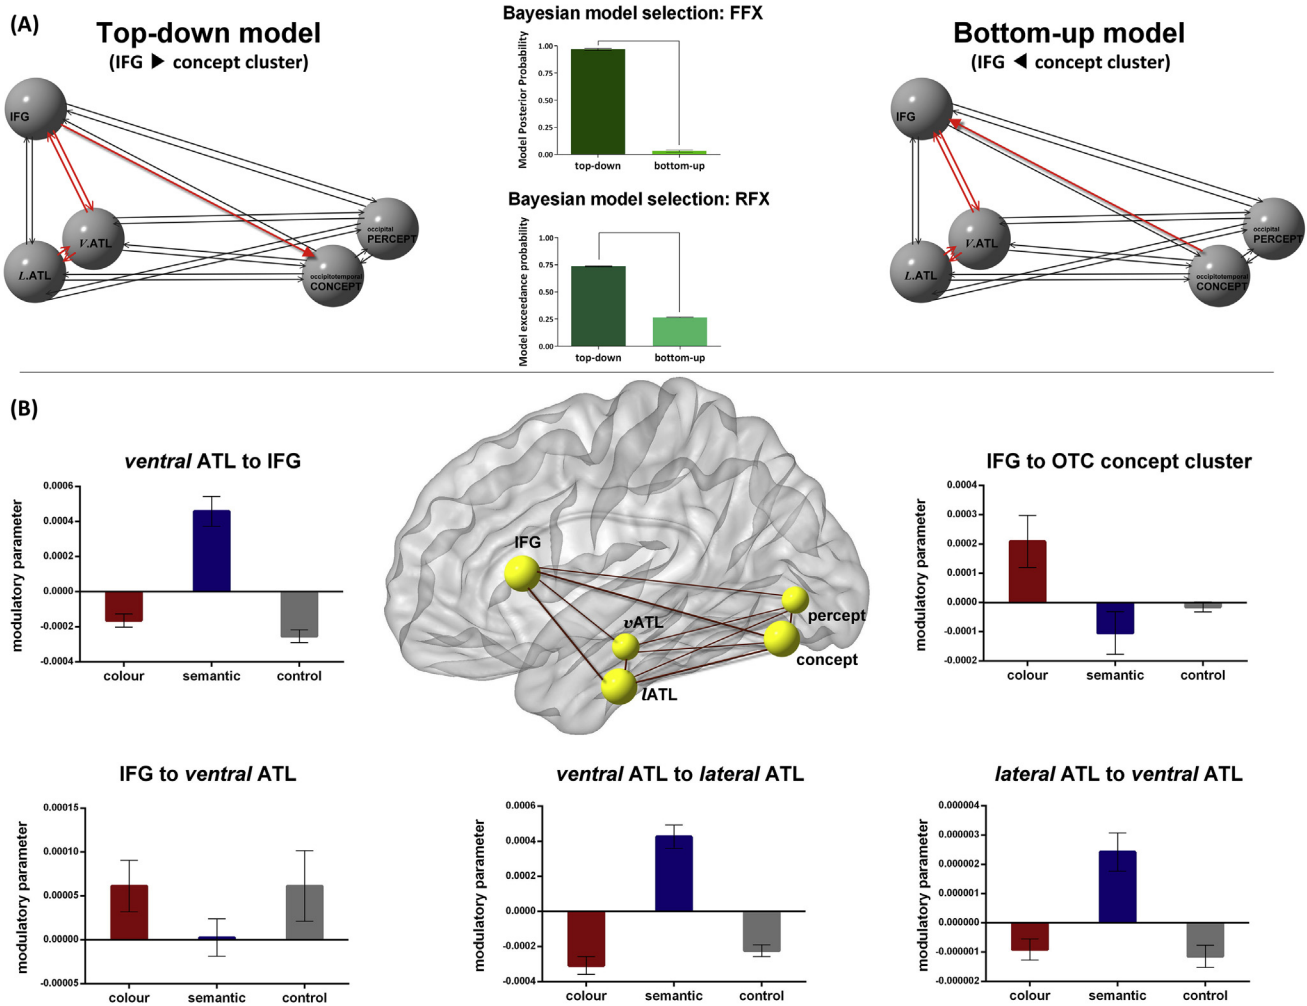 (A)
Top-down model
(IFG ▶ concept cluster)
IFG
V.ATL
L.ATL
occipital
PERCEPT
occipitotemporal
CONCEPT
Bayesian model selection: FFX
Model Posterior Probability
1.00
0.75
0.50
0.25
0.00
top-down
bottom-up
Bayesian model selection: RFX
Model exceedance probability
1.00
0.75
0.50
0.25
0.00
top-down
bottom-up
Bottom-up model
(IFG ◀ concept cluster)
IFG
V.ATL
L.ATL
occipital
PERCEPT
occipitotemporal
CONCEPT
(B)
ventral ATL to IFG
modulatory parameter
0.0006
0.0004
0.0002
0.0000
-0.0002
-0.0004
colour
semantic
control
IFG
vATL
lATL
percept
concept
IFG to OTC concept cluster
modulatory parameter
0.0004
0.0003
0.0002
0.0001
0.0000
-0.0001
-0.0002
colour
semantic
control
IFG to ventral ATL
modulatory parameter
0.00015
0.00010
0.00005
0.00000
-0.00005
colour
semantic
control
ventral ATL to lateral ATL
modulatory parameter
0.0006
0.0004
0.0002
0.0000
-0.0002
-0.0004
colour
semantic
control
lateral ATL to ventral ATL
modulatory parameter
0.000004
0.000003
0.000002
0.000001
0.000000
-0.000001
-0.000002
colour
semantic
control